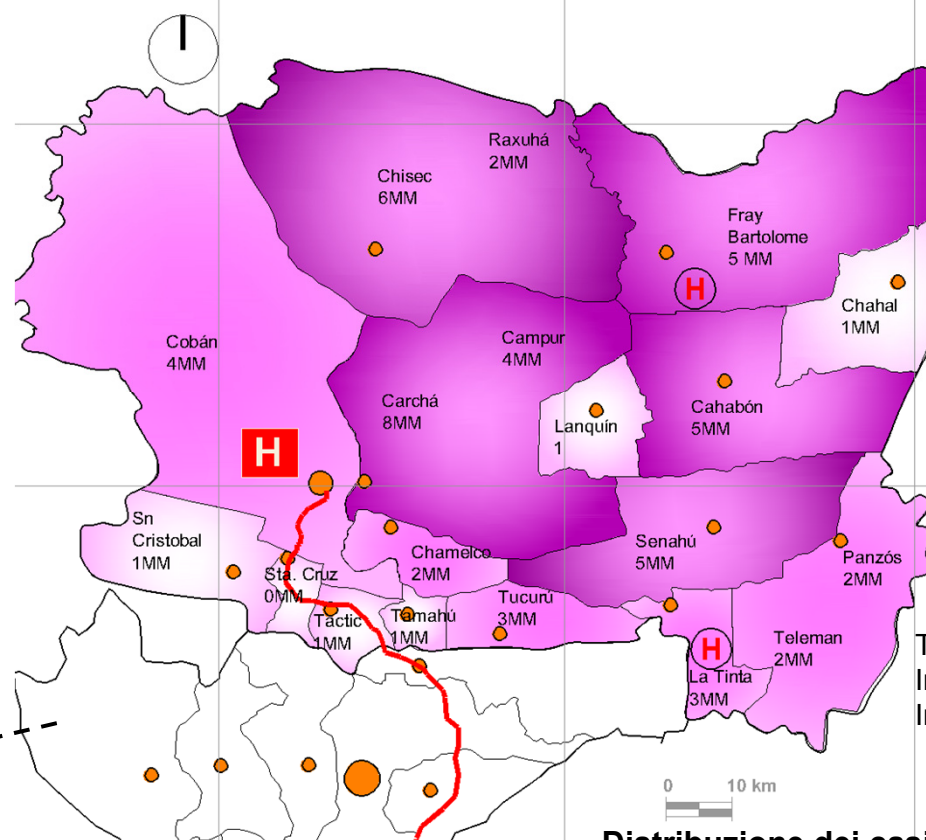 Raxuhá
2MM
Chisec
6MM
Fray
Bartolome
5 MM
H
Chahal
1MM
Cobán
4MM
Campur
4MM
Carchá
8MM
Cahabón
5MM
Lanquín
1
H
Sn
Cristobal
1MM
Chamelco
2MM
Senahú
5MM
Panzós
2MM
Sta. Cruz
0MM
Tucurú
3MM
Tactic
1MM
Tamahú
1MM
Teleman
2MM
H
La Tinta
3MM
0 10 km